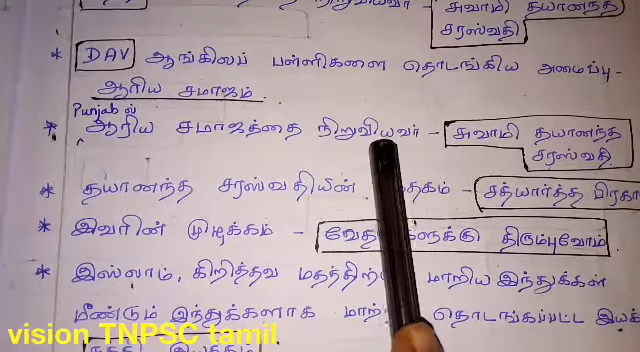 சுவாமி தயானந்த
சரஸ்வதி
* DAV ஆங்கிலப் பள்ளிகளை தொடங்கிய அமைப்பு -
ஆரிய சமாஜம்
Punjab ல்
* ஆரிய சமாஜத்தை நிறுவியவர் - சுவாமி தயானந்த
சரஸ்வதி
* தயானந்த சரஸ்வதியின் - சத்யார்த்த பிரகா
* இவரின் முழக்கம் - திரும்புவோம்
* இஸ்லாம், கிறித்தவ மாறிய இந்துக்கள்
மீண்டும் இந்துக்களாக தொடங்கப்பட்ட
vision TNPSC tamil